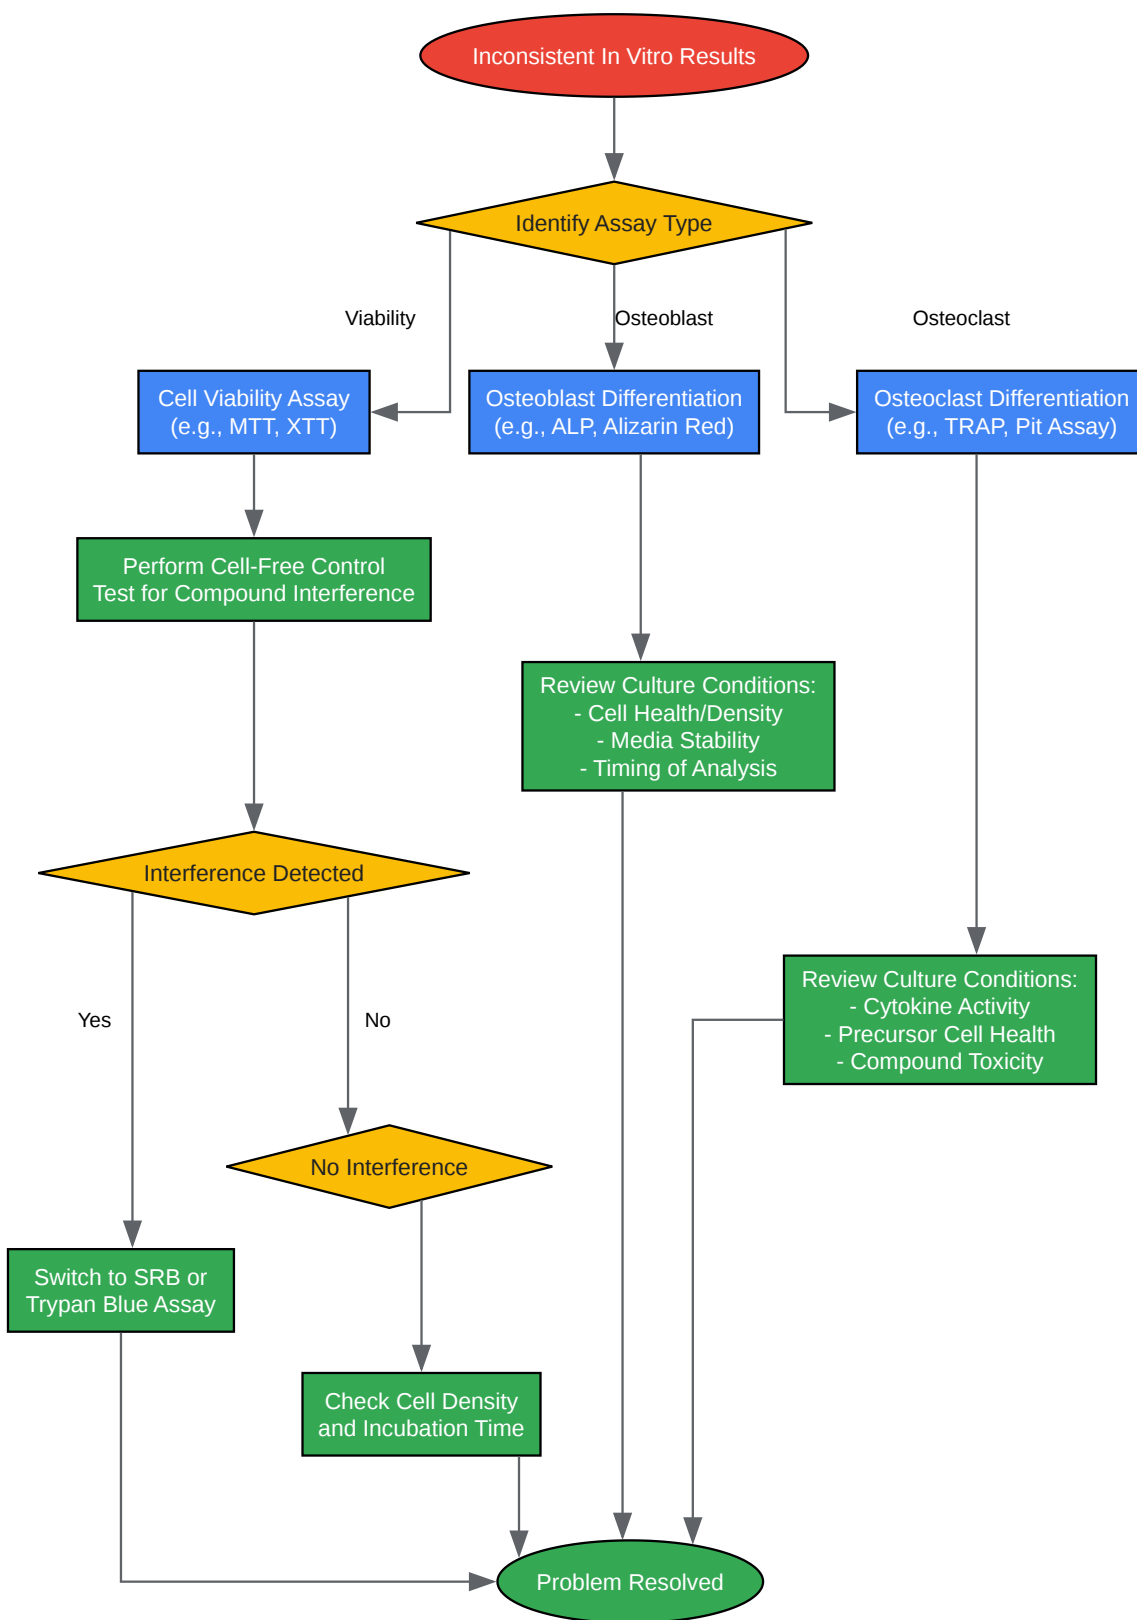 Inconsistent In Vitro Results
Identify Assay Type
Viability
Osteoblast
Osteoclast
Cell Viability Assay
(e.g., MTT, XTT)
Osteoblast Differentiation
(e.g., ALP, Alizarin Red)
Osteoclast Differentiation
(e.g., TRAP, Pit Assay)
Perform Cell-Free Control
Test for Compound Interference
Review Culture Conditions:
- Cell Health/Density
- Media Stability
- Timing of Analysis
Interference Detected
Review Culture Conditions:
- Cytokine Activity
- Precursor Cell Health
- Compound Toxicity
Yes
No
No Interference
Switch to SRB or
Trypan Blue Assay
Check Cell Density
and Incubation Time
Problem Resolved